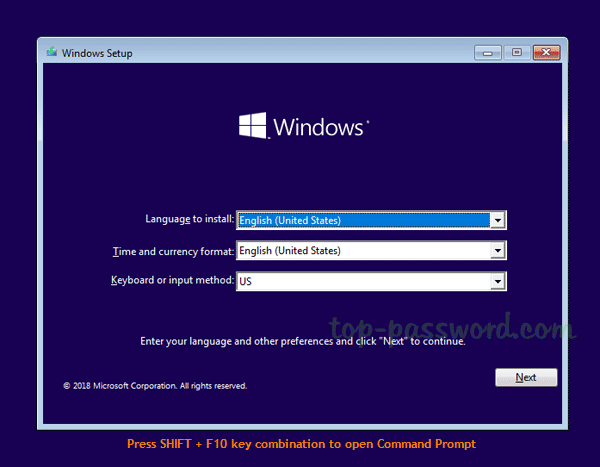 Windows Setup
Windows
Language to install: English (United States)
Time and currency format: English (United States)
Keyboard or input method: US
top-password.com
Enter your language and other preferences and click "Next" to continue.
Next
© 2018 Microsoft Corporation. All rights reserved.
Press SHIFT + F10 key combination to open Command Prompt